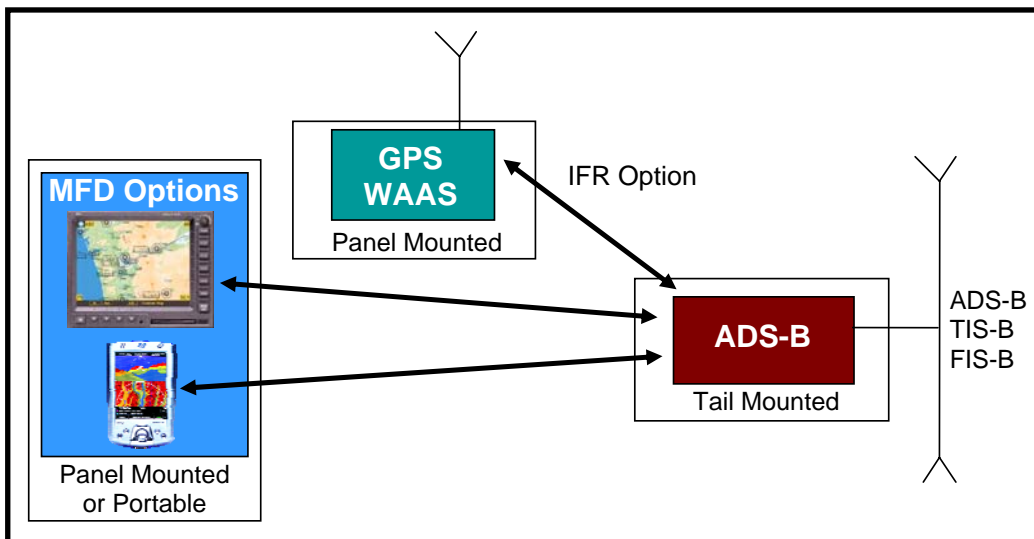 MFD Options
Panel Mounted
or Portable
GPS
WAAS
Panel Mounted
IFR Option
ADS-B
Tail Mounted
ADS-B
TIS-B
FIS-B